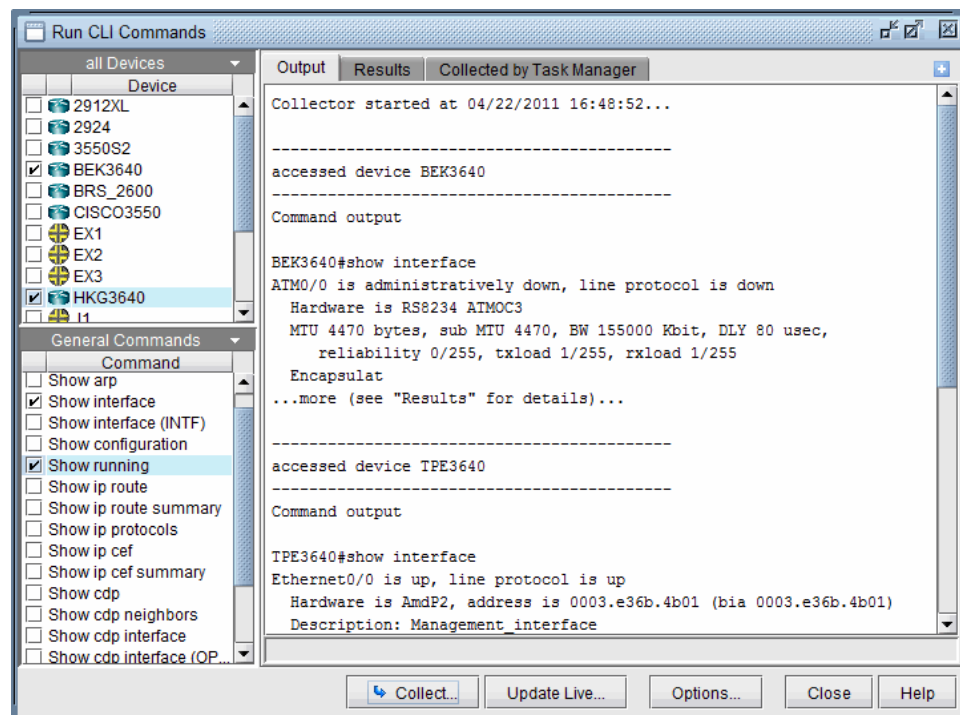 Run CLI Commands
all Devices
Device
2912XL
2924
3550S2
BEK3640
BRS_2600
CISCO3550
EX1
EX2
EX3
HKG3640
J1
General Commands
Command
Show arp
Show interface
Show interface (INTF)
Show configuration
Show running
Show ip route
Show ip route summary
Show ip protocols
Show ip cef
Show ip cef summary
Show cdp
Show cdp neighbors
Show cdp interface
Show cdp interface (OP...
Output Results Collected by Task Manager
Collector started at 04/22/2011 16:48:52...
-------------------------------------------
accessed device BEK3640
-------------------------------------------
Command output
BEK3640#show interface
ATM0/0 is administratively down, line protocol is down
Hardware is RS8234 ATMOC3
MTU 4470 bytes, sub MTU 4470, BW 155000 Kbit, DLY 80 usec,
reliability 0/255, txload 1/255, rxload 1/255
Encapsulat
...more (see "Results" for details)...
-------------------------------------------
accessed device TPE3640
-------------------------------------------
Command output
TPE3640#show interface
Ethernet0/0 is up, line protocol is up
Hardware is AmdP2, address is 0003.e36b.4b01 (bia 0003.e36b.4b01)
Description: Management_interface
Collect... Update Live... Options... Close Help